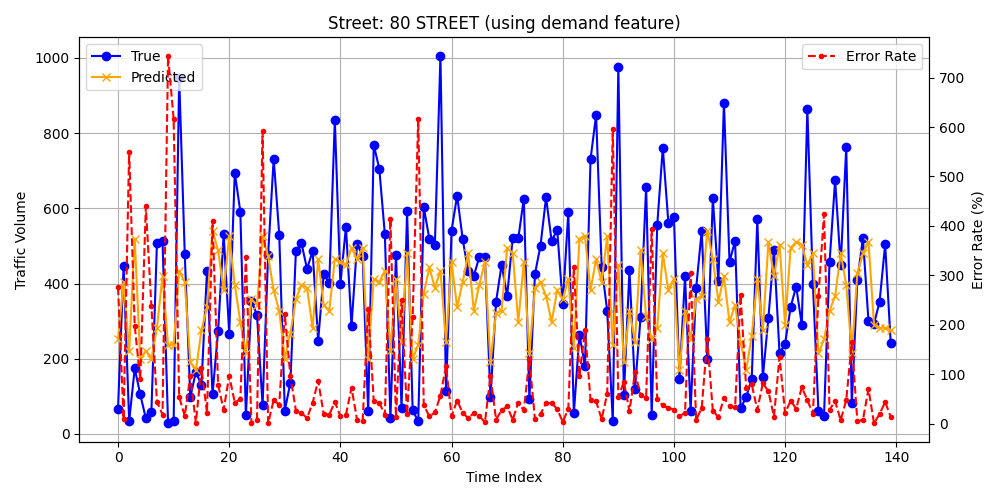 Street: 80 STREET (using demand feature)
True
Predicted
Error Rate
1000
800
600
400
200
0
Traffic Volume
700
600
500
400
300
200
100
0
Error Rate (%)
0 20 40 60 80 100 120 140
Time Index